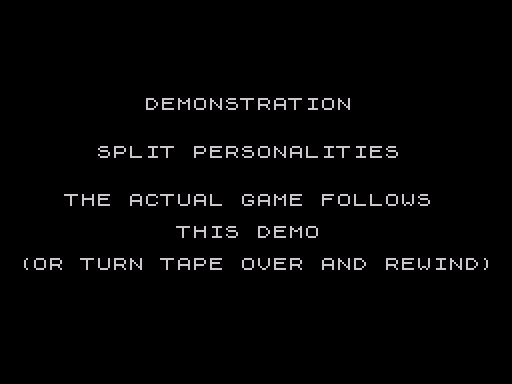 DEMONSTRATION
SPLIT PERSONALITIES
THE ACTUAL GAME FOLLOWS
THIS DEMO
(OR TURN TAPE OVER AND REWIND)